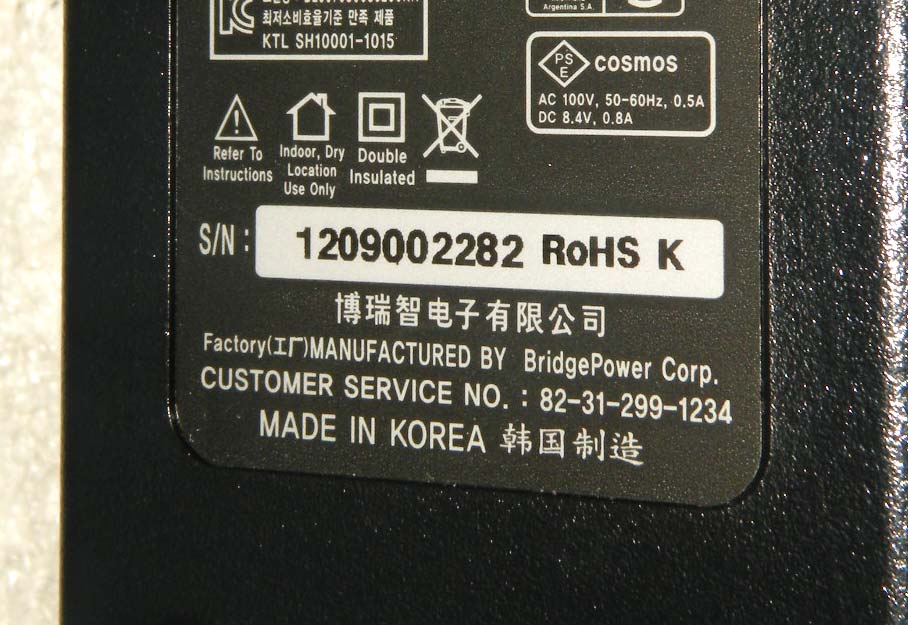 최저소비효율기준 만족 제품
KTL SH10001-1015
Argentina S.A.
PS
E
cosmos
AC 100V, 50-60Hz, 0.5A
DC 8.4V, 0.8A
Refer To
Instructions
Indoor, Dry
Location
Use Only
Double
Insulated
S/N : 1209002282 RoHS K
博瑞智电子有限公司
Factory(工厂)MANUFACTURED BY BridgePower Corp.
CUSTOMER SERVICE NO. : 82-31-299-1234
MADE IN KOREA 韩国制造